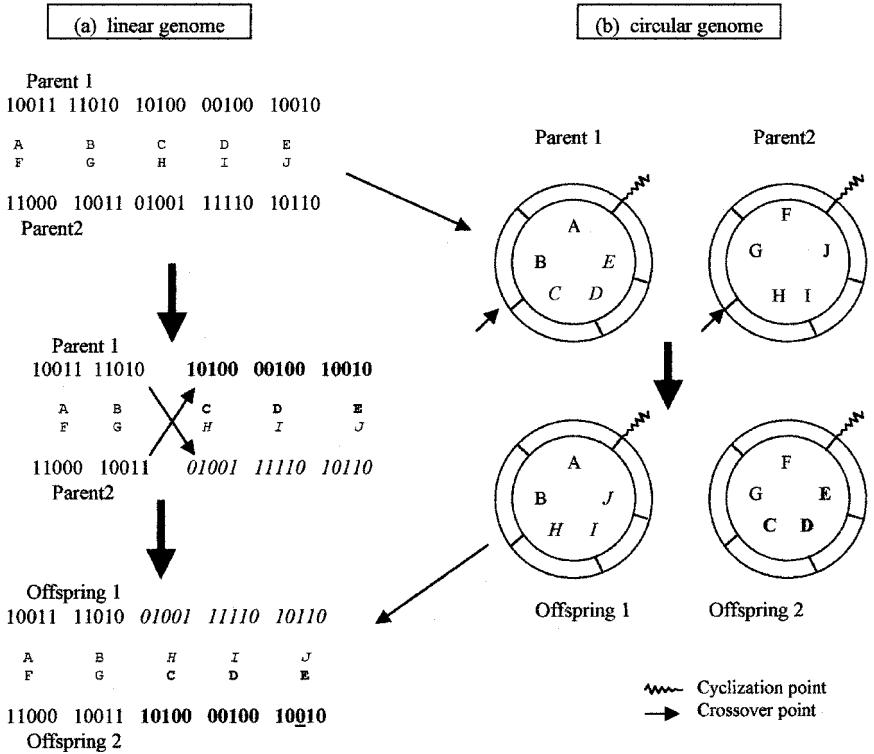 (a) linear genome
Parent 1
10011 11010 10100 00100 10010
A B C D E
F G H I J
11000 10011 01001 11110 10110
Parent2
Parent 1
10011 11010 10100 00100 10010
A B C D E
F G H I J
11000 10011 01001 11110 10110
Parent2
Offspring 1
10011 11010 01001 11110 10110
A B H I J
F G C D E
11000 10011 10100 00100 10010
Offspring 2
(b) circular genome
Parent 1 Parent2
A
B E
C D
F
G J
H I
A
B J
H I
F
G E
C D
Offspring 1 Offspring 2
Cyclization point
Crossover point